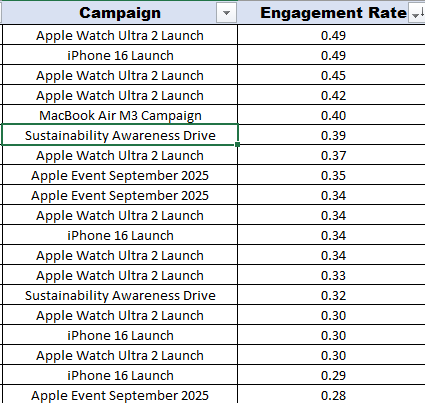 Campaign Engagement Rate
Apple Watch Ultra 2 Launch 0.49
iPhone 16 Launch 0.49
Apple Watch Ultra 2 Launch 0.45
Apple Watch Ultra 2 Launch 0.42
MacBook Air M3 Campaign 0.40
Sustainability Awareness Drive 0.39
Apple Watch Ultra 2 Launch 0.37
Apple Event September 2025 0.35
Apple Event September 2025 0.34
Apple Watch Ultra 2 Launch 0.34
iPhone 16 Launch 0.34
Apple Watch Ultra 2 Launch 0.34
Apple Watch Ultra 2 Launch 0.33
Sustainability Awareness Drive 0.32
Apple Watch Ultra 2 Launch 0.30
iPhone 16 Launch 0.30
Apple Watch Ultra 2 Launch 0.30
iPhone 16 Launch 0.29
Apple Event September 2025 0.28